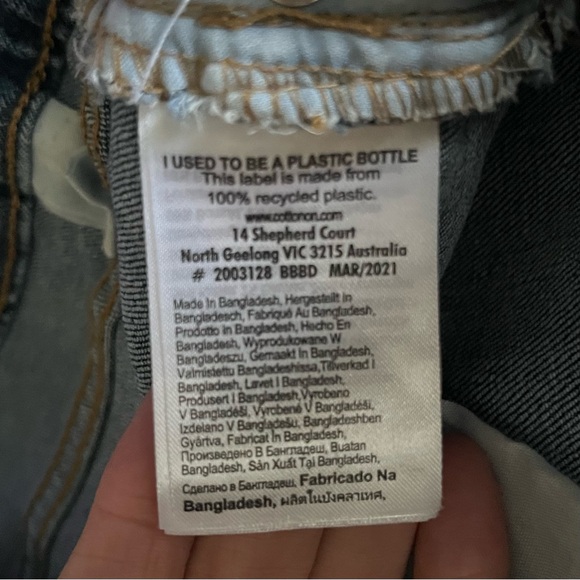 I USED TO BE A PLASTIC BOTTLE
This label is made from
100% recycled plastic.
www.cottonon.com
14 Shepherd Court
North Geelong VIC 3215 Australia
# 2003128 BBBD MAR/2021
Made In Bangladesh, Hergestellt in
Bangladesch, Fabriqué Au Bangladesh,
Prodotto in Bangladesh, Hecho En
Bangladesh, Wyprodukowane W
Bangladeszu, Gemaakt In Bangladesh,
Valmistettu Bangladeshissa,Tillverkad I
Bangladesh, Lavet I Bangladesh,
Produsert I Bangladesh,Vyrobeno
V Bangladéši, Vyrobené V Bangladéši,
Izdelano V Bangladešu, Bangladeshben
Gyártva, Fabricat în Bangladesh,
Произведено В Бангладеш, Buatan
Bangladesh, Sản Xuất Tại Bangladesh,
Сделано в Бангладеш, Fabricado Na
Bangladesh, ผลิตในบังคลาเทศ,